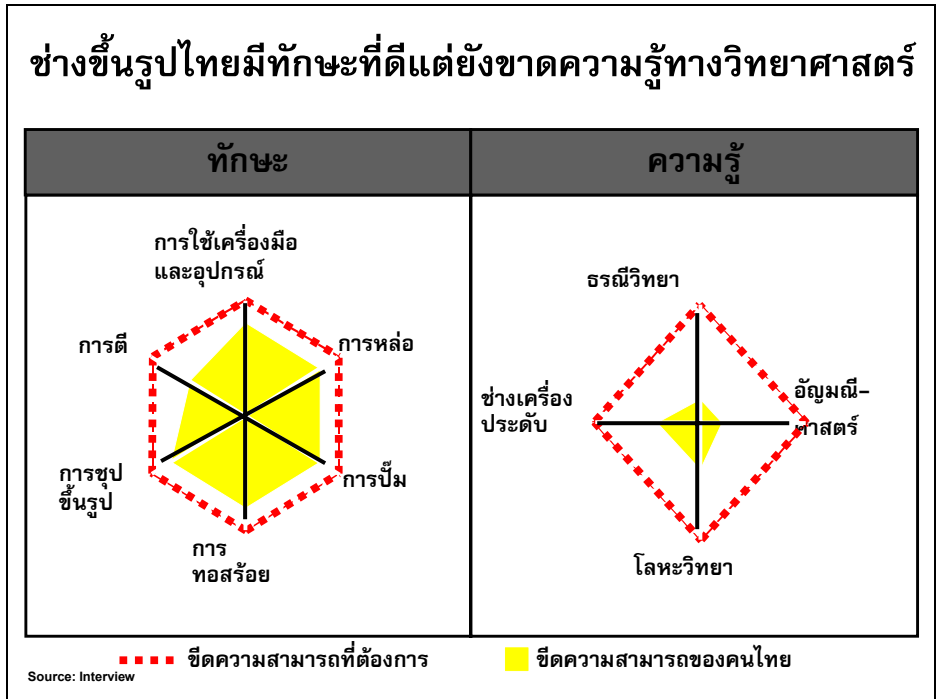 ช่างขึ้นรูปไทยมีทักษะที่ดีแต่ยังขาดความรู้ทางวิทยาศาสตร์
ทักษะ
ความรู้
การใช้เครื่องมือ
และอุปกรณ์
การตี
การหล่อ
การชุป
ขึ้นรูป
การปั๊ม
การ
ทอสร้อย
ธรณีวิทยา
ช่างเครื่อง
ประดับ
อัญมณี–
ศาสตร์
โลหะวิทยา
ขีดความสามารถที่ต้องการ
ขีดความสามารถของคนไทย
Source: Interview